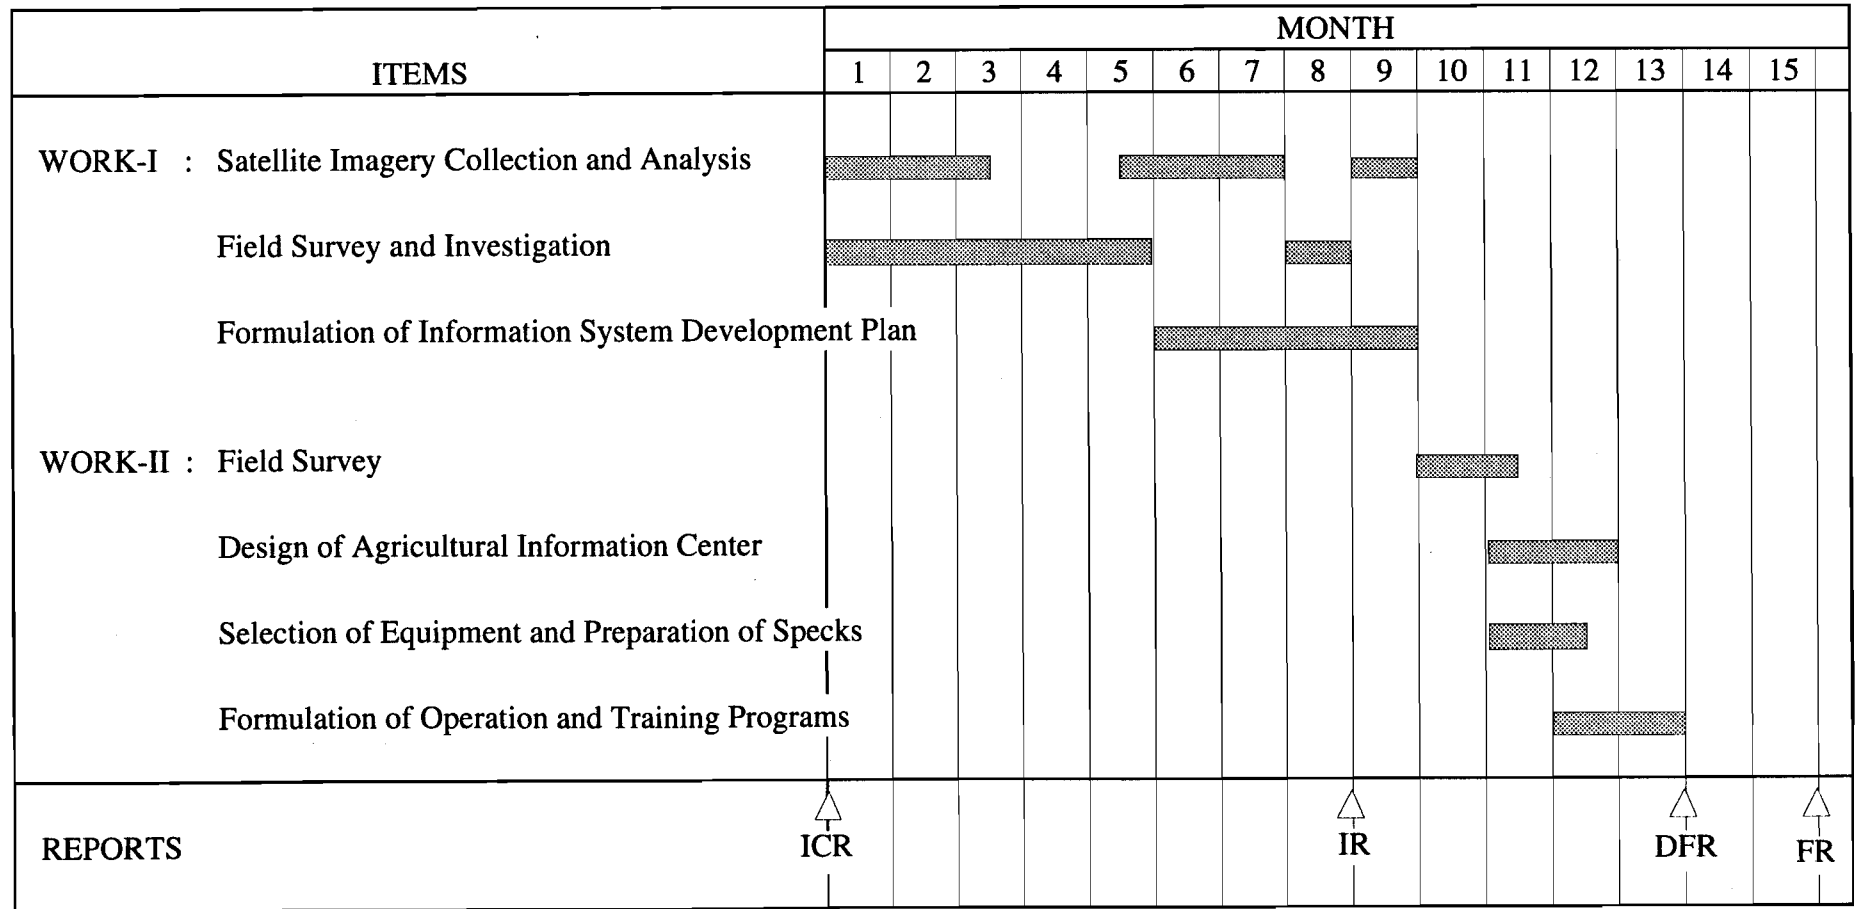 MONTH
ITEMS 1 2 3 4 5 6 7 8 9 10 11 12 13 14 15
WORK-I : Satellite Imagery Collection and Analysis
Field Survey and Investigation
Formulation of Information System Development Plan
WORK-II : Field Survey
Design of Agricultural Information Center
Selection of Equipment and Preparation of Specks
Formulation of Operation and Training Programs
REPORTS ICR IR DFR FR